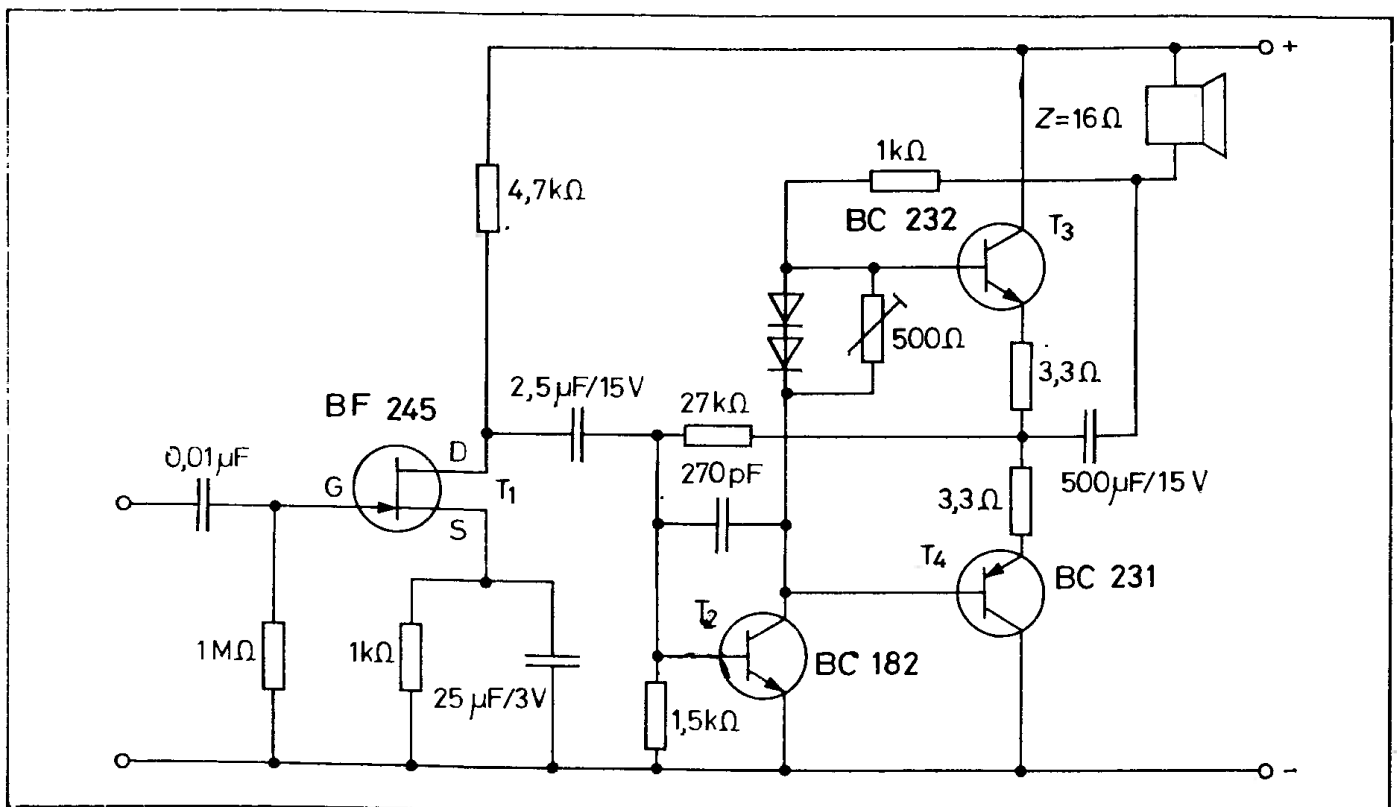 +
Z=16Ω
1kΩ
4,7kΩ
BC 232
T3
500Ω
3,3Ω
2,5µF/15V
27kΩ
BF 245
D
0,01µF
G
T1
270pF
500µF/15V
S
3,3Ω
T4
BC 231
T2
1MΩ
1kΩ
BC 182
25µF/3V
1,5kΩ
-